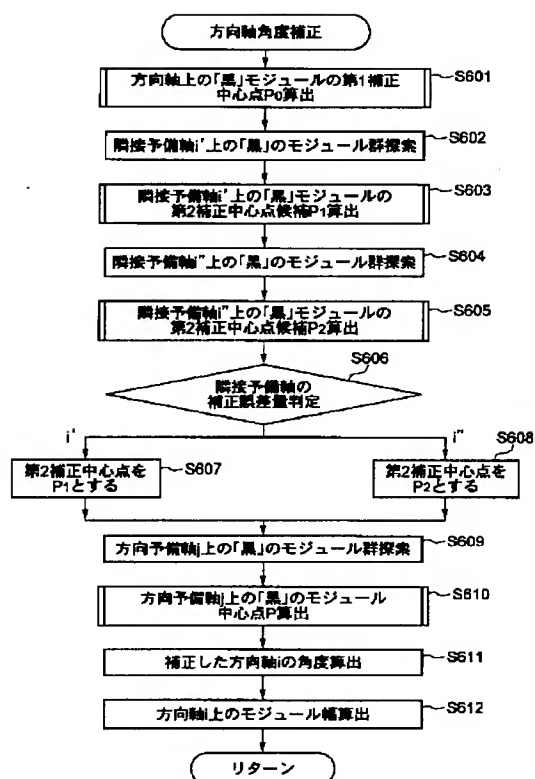 方向軸角度補正
方向軸上の「黒」モジュールの第1補正
中心点P0算出
S601
隣接予備軸i'上の「黒」のモジュール群探索
S602
隣接予備軸i'上の「黒」モジュールの
第2補正中心点候補P1算出
S603
隣接予備軸i"上の「黒」のモジュール群探索
S604
隣接予備軸i"上の「黒」モジュールの
第2補正中心点候補P2算出
S605
S606
隣接予備軸の
補正誤差量判定
i'
i"
第2補正中心点を
P1とする
S607
第2補正中心点を
P2とする
S608
方向予備軸j上の「黒」のモジュール群探索
S609
方向予備軸j上の「黒」のモジュール
中心点P算出
S610
補正した方向軸iの角度算出
S611
方向軸i上のモジュール幅算出
S612
リターン